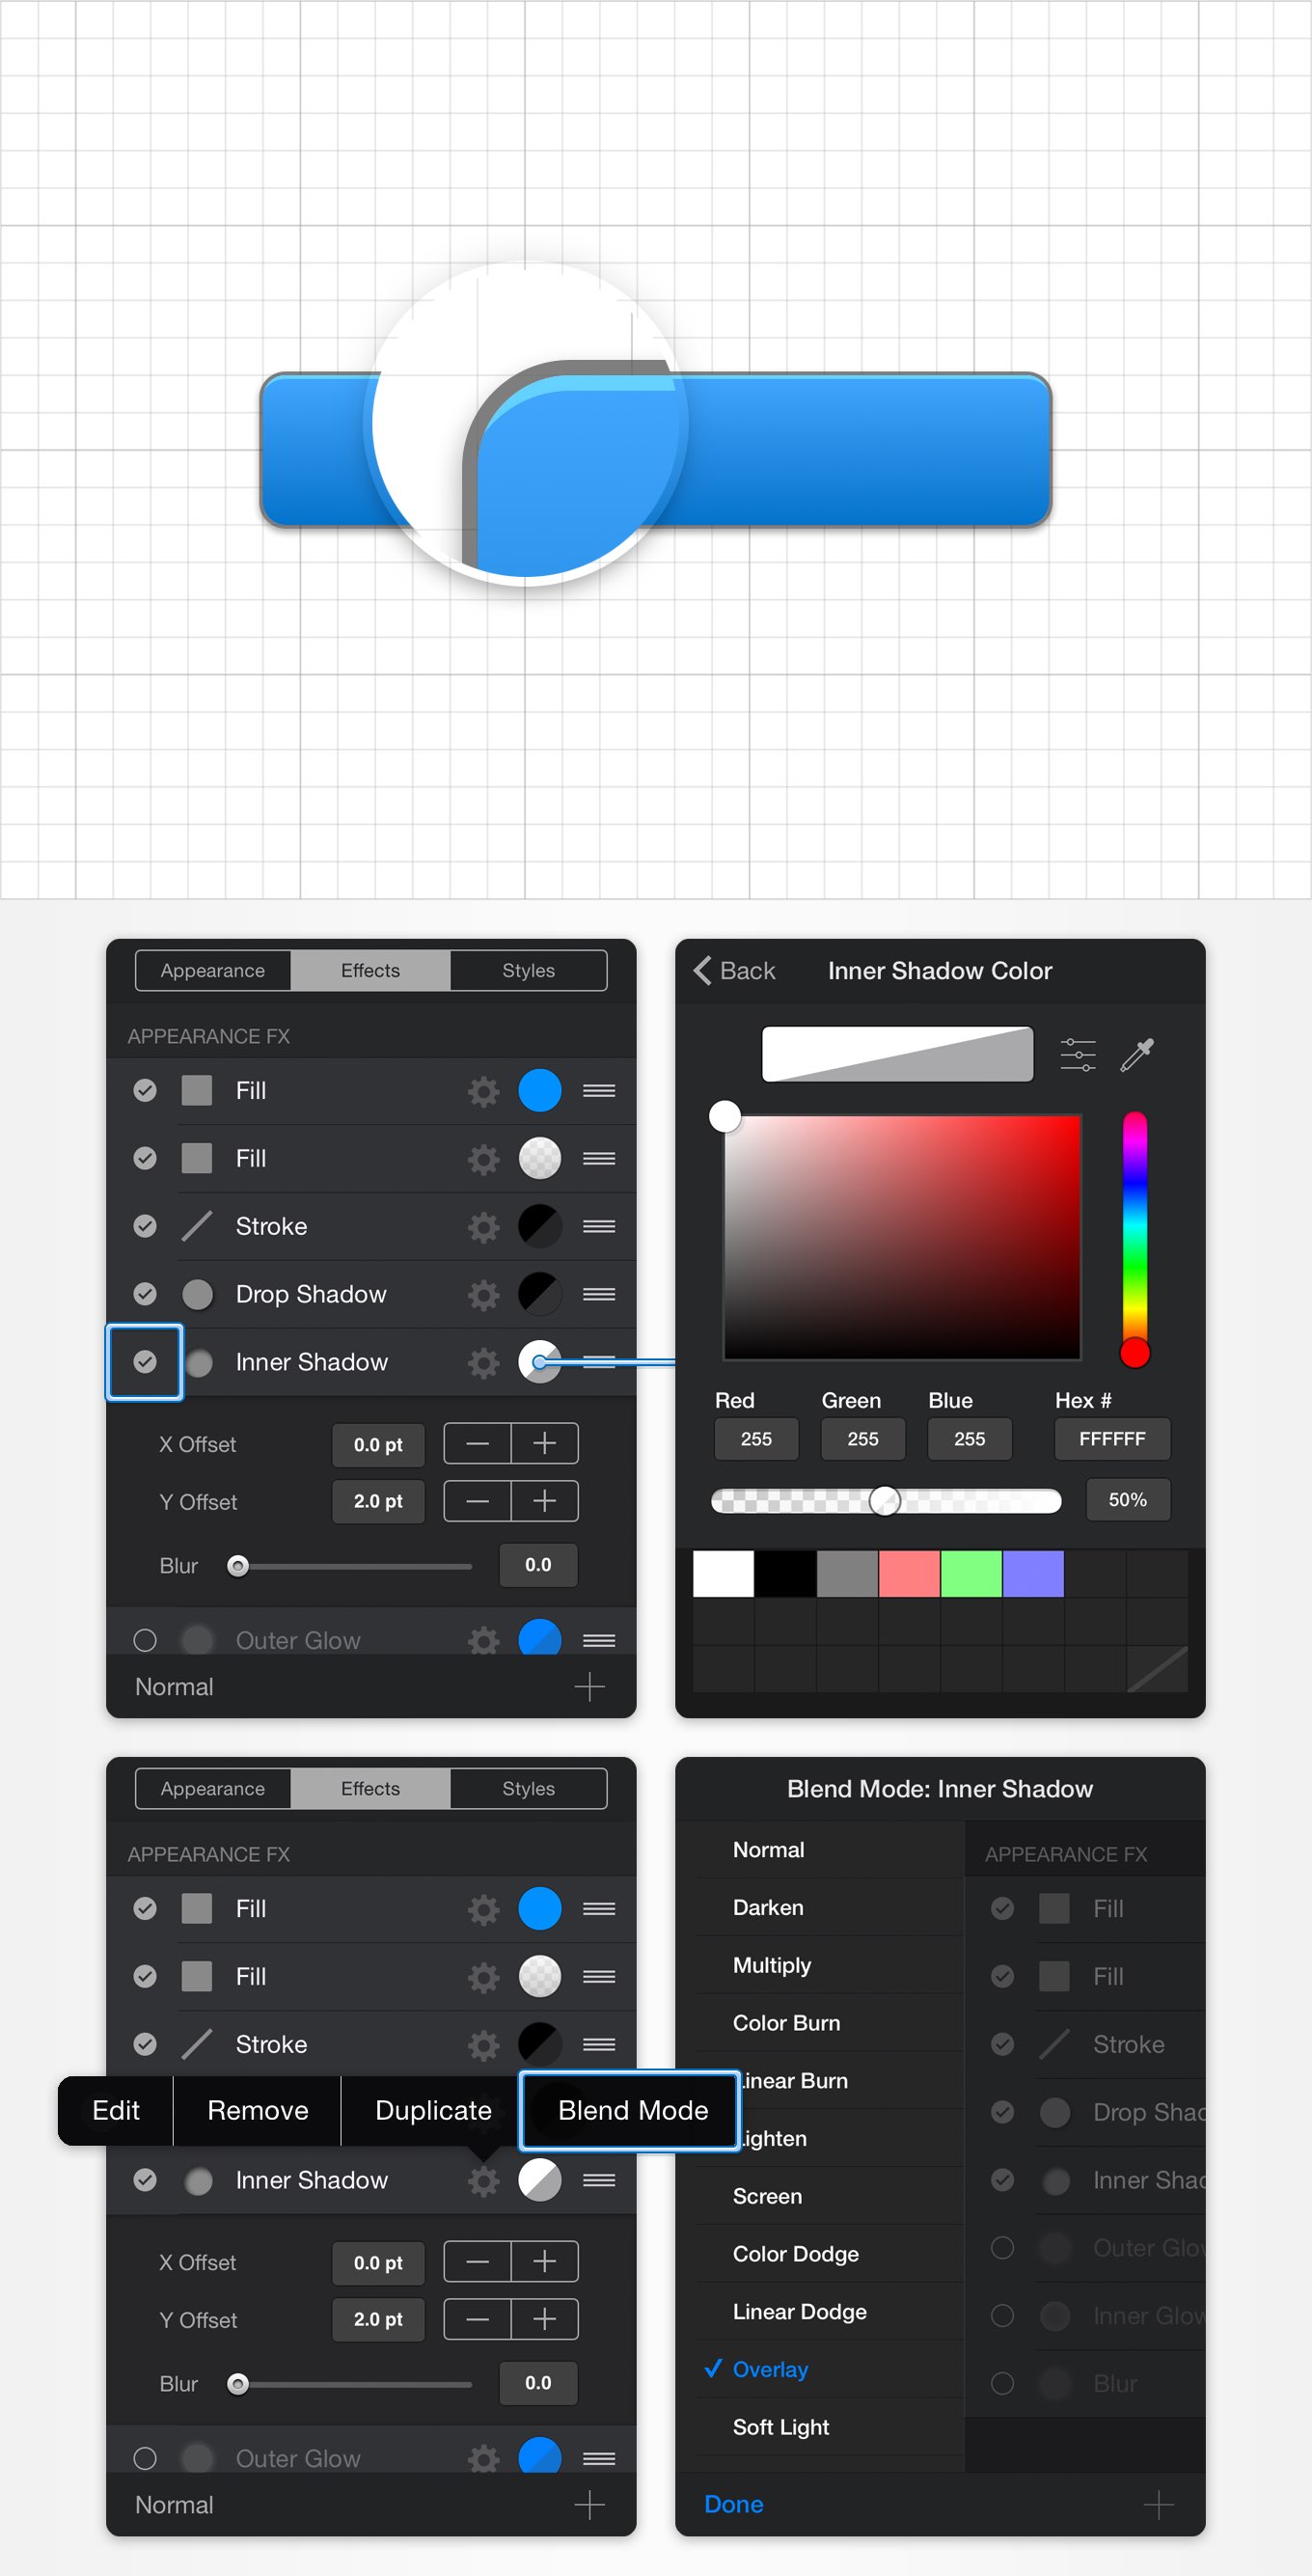 Appearance Effects Styles
APPEARANCE FX
Fill
Fill
Stroke
Drop Shadow
Inner Shadow
X Offset 0.0 pt
Y Offset 2.0 pt
Blur 0.0
Outer Glow
Normal
Back Inner Shadow Color
Red Green Blue Hex #
255 255 255 FFFFFF
50%
Appearance Effects Styles
APPEARANCE FX
Fill
Fill
Stroke
Edit Remove Duplicate Blend Mode
Inner Shadow
X Offset 0.0 pt
Y Offset 2.0 pt
Blur 0.0
Outer Glow
Normal
Blend Mode: Inner Shadow
Normal
Darken
Multiply
Color Burn
inear Burn
ighten
Screen
Color Dodge
Linear Dodge
Overlay
Soft Light
Done
APPEARANCE FX
Fill
Fill
Stroke
Drop Shad
Inner Shad
Outer Glow
Inner Glow
Blur